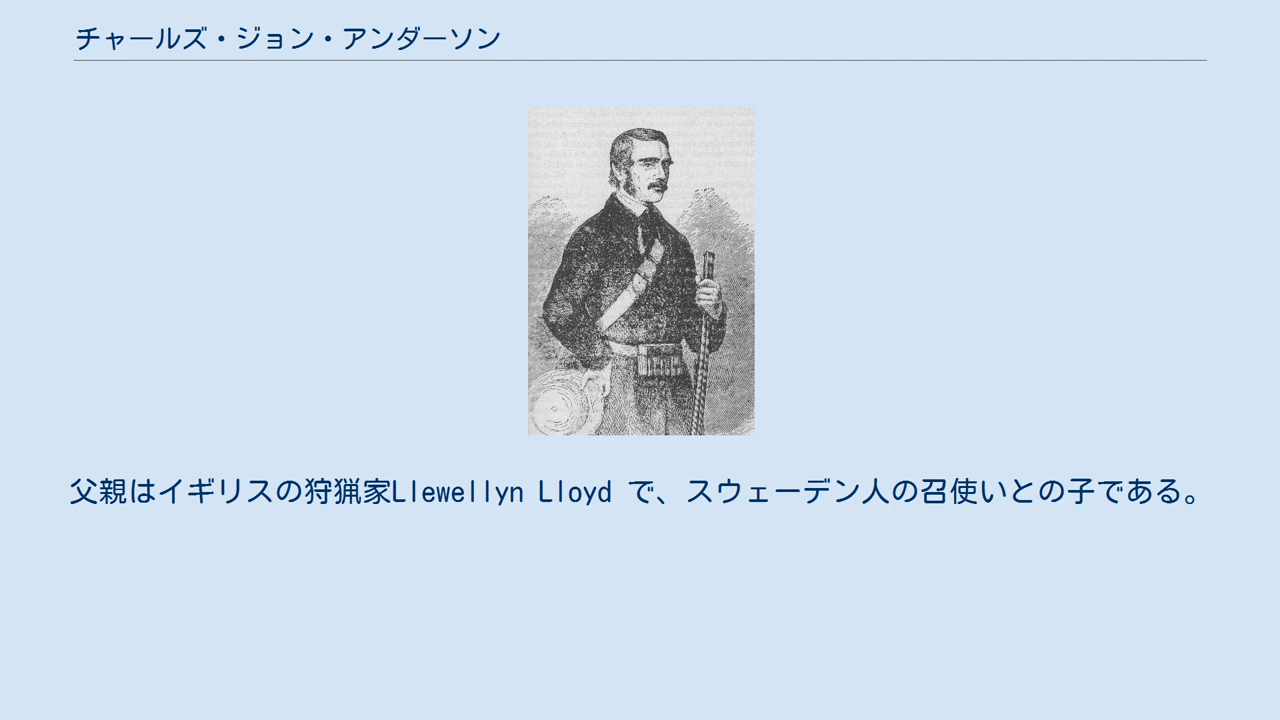 チャールズ・ジョン・アンダーソン
父親はイギリスの狩猟家Llewellyn Lloyd で、スウェーデン人の召使いとの子である。